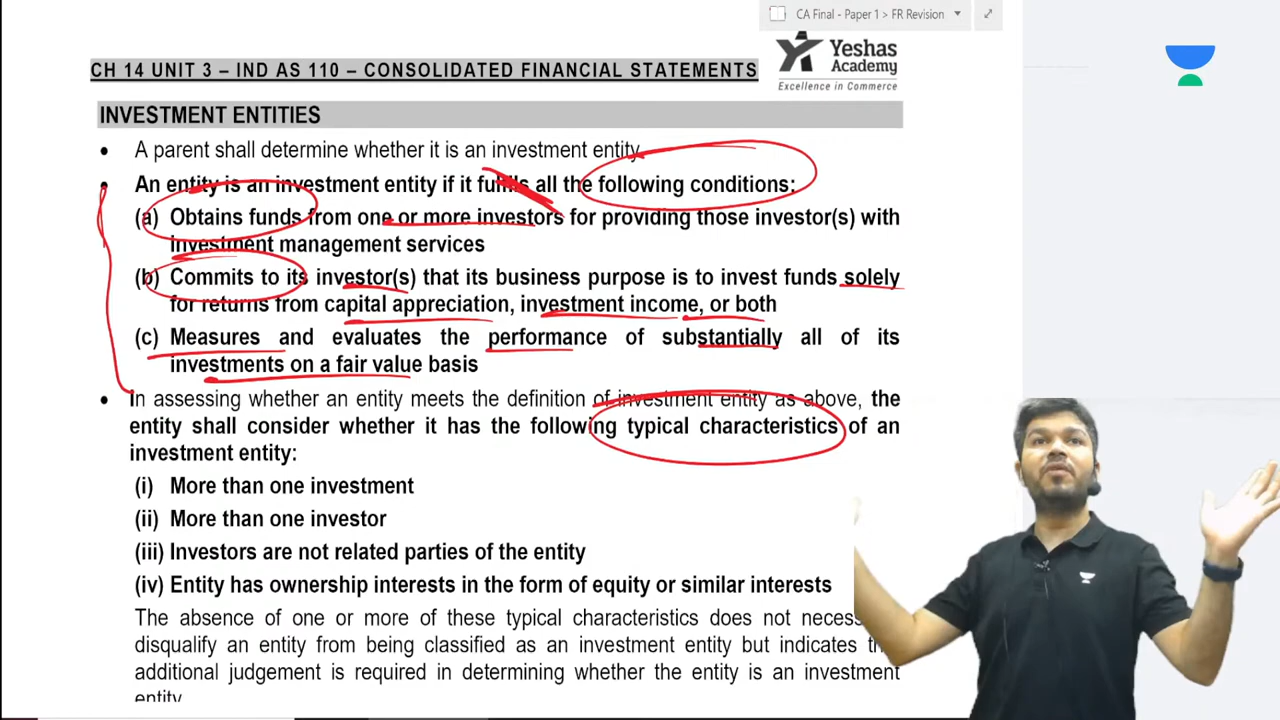 CA Final - Paper 1 > FR Revision
Yeshas
Academy
Excellence in Commerce
CH 14 UNIT 3 – IND AS 110 – CONSOLIDATED FINANCIAL STATEMENTS
INVESTMENT ENTITIES
• A parent shall determine whether it is an investment entity.
• An entity is an investment entity if it fulfils all the following conditions:
(a) Obtains funds from one or more investors for providing those investor(s) with
investment management services
(b) Commits to its investor(s) that its business purpose is to invest funds solely
for returns from capital appreciation, investment income, or both
(c) Measures and evaluates the performance of substantially all of its
investments on a fair value basis
• In assessing whether an entity meets the definition of investment entity as above, the
entity shall consider whether it has the following typical characteristics of an
investment entity:
(i) More than one investment
(ii) More than one investor
(iii) Investors are not related parties of the entity
(iv) Entity has ownership interests in the form of equity or similar interests
The absence of one or more of these typical characteristics does not
disqualify an entity from being classified as an investment entity but indicates
additional judgement is required in determining whether the entity is an investment
entity